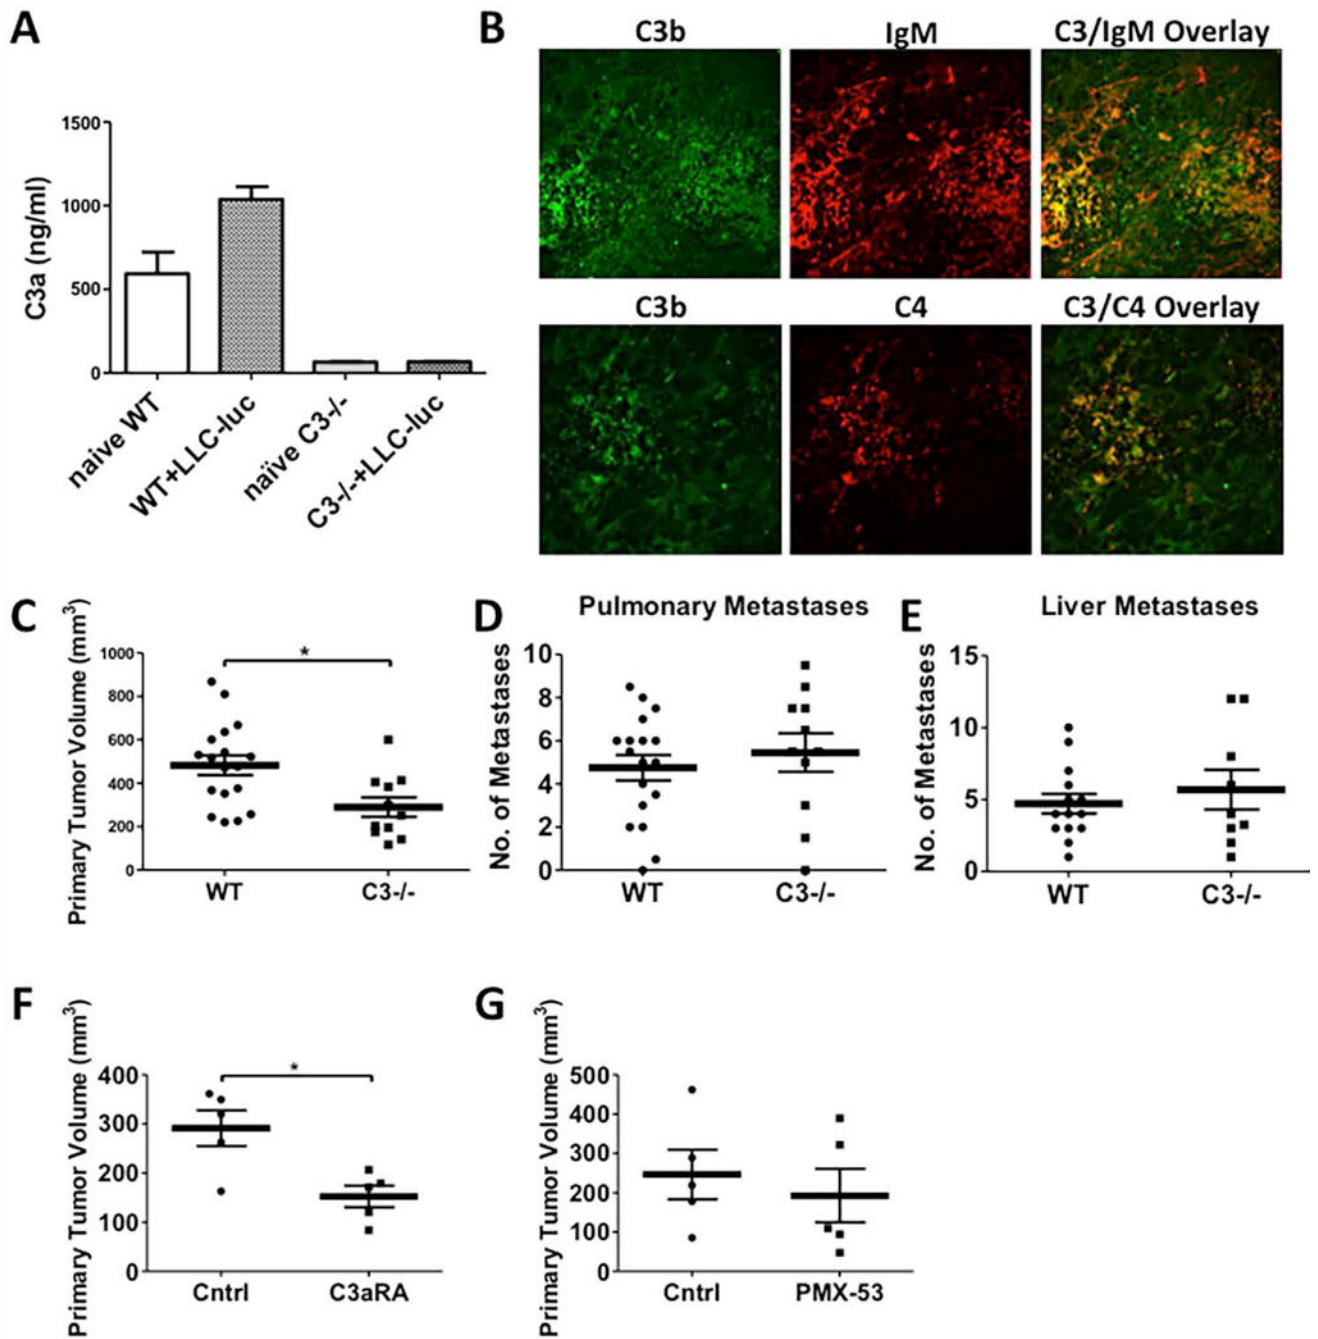 A
1500
1000
500
0
C3a (ng/ml)
naive WT
WT+LLC-luc
naïve C3-/-
C3-/-+LLC-luc
B
C3b
IgM
C3/IgM Overlay
C3b
C4
C3/C4 Overlay
C
Primary Tumor Volume (mm³)
1000
800
600
400
200
0
*
WT
C3-/-
D
Pulmonary Metastases
No. of Metastases
10
8
6
4
2
0
WT
C3-/-
E
Liver Metastases
No. of Metastases
15
10
5
0
WT
C3-/-
F
Primary Tumor Volume (mm³)
400
300
200
100
0
*
Cntrl
C3aRA
G
Primary Tumor Volume (mm³)
500
400
300
200
100
0
Cntrl
PMX-53